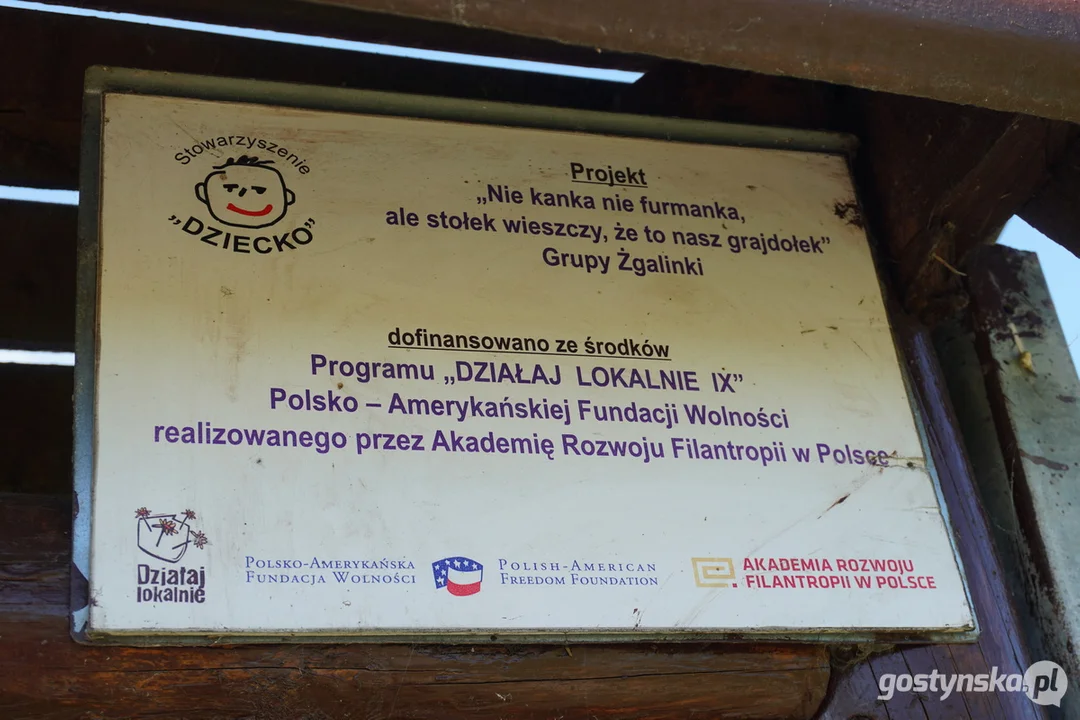 Stowarzyszenie
„DZIECKO”
Projekt
„Nie kanka nie furmanka,
ale stołek wieszczy, że to nasz grajdołek”
Grupy Żgalinki
dofinansowano ze środków
Programu „DZIAŁAJ LOKALNIE IX”
Polsko – Amerykańskiej Fundacji Wolności
realizowanego przez Akademię Rozwoju Filantropii w Polsce
Działaj
lokalnie
POLSKO-AMERYKAŃSKA
FUNDACJA WOLNOŚCI
POLISH-AMERICAN
FREEDOM FOUNDATION
AKADEMIA ROZWOJU
FILANTROPII W POLSCE
gostynska.pl